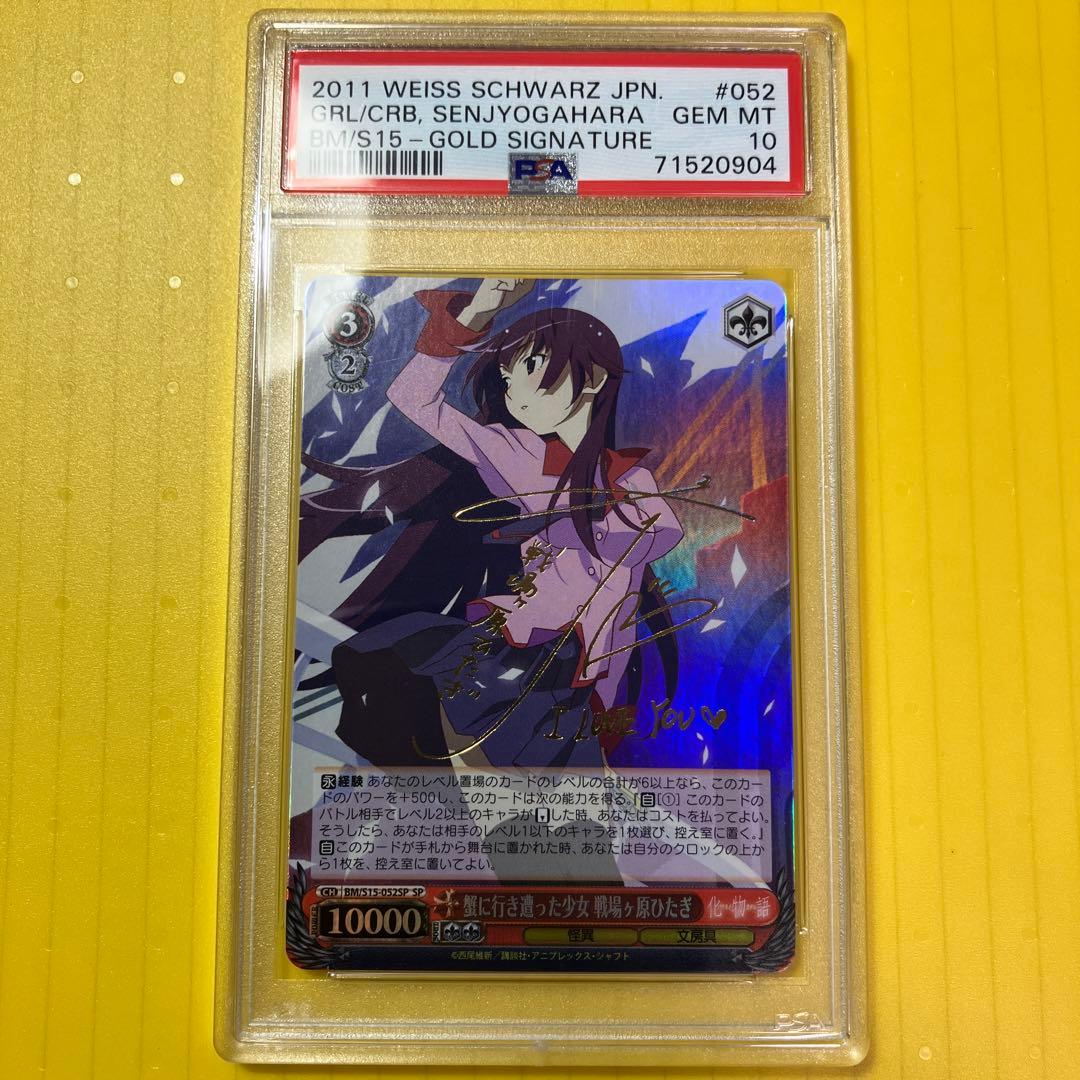 2011 WEISS SCHWARZ JPN. #052
GRL/CRB, SENJYOGAHARA GEM MT
BM/S15-GOLD SIGNATURE 10
71520904
PSA
3
2
COST
戦場ヶ原ひたぎ
I LOVE YOU♡
永 経験 あなたのレベル置場のカードのレベルの合計が6以上なら、このカー
ドのパワーを+500し、このカードは次の能力を得る。『自[①] このカードの
バトル相手でレベル2以上のキャラが した時、あなたはコストを払ってよい。
そうしたら、あなたは相手のレベル1以下のキャラを1枚選び、控え室に置く。』
自 このカードが手札から舞台に置かれた時、あなたは自分のクロックの上か
ら1枚を、控え室に置いてよい。
CH BM/S15-052SP SP
10000
蟹に行き遭った少女 戦場ヶ原ひたぎ 化物語
怪異 文房具
©西尾維新/講談社・アニプレックス・シャフト
PSA